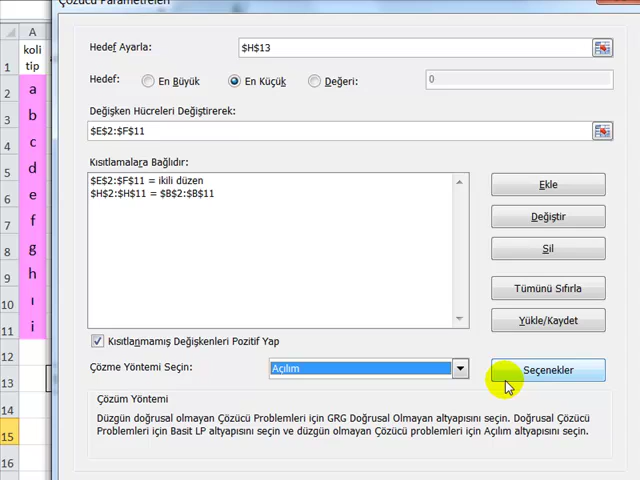 Çözücü Parametreleri
A
koli
tip
1
a
2
b
3
c
4
d
5
e
6
f
7
g
8
h
9
ı
10
i
11
12
13
14
15
16
Hedef Ayarla:
$H$13
Hedef:
En Büyük
En Küçük
Değeri:
0
Değişken Hücreleri Değiştirerek:
$E$2:$F$11
Kısıtlamalara Bağlıdır:
$E$2:$F$11 = ikili düzen
$H$2:$H$11 = $B$2:$B$11
Ekle
Değiştir
Sil
Tümünü Sıfırla
Yükle/Kaydet
Kısıtlanmamış Değişkenleri Pozitif Yap
Çözme Yöntemi Seçin:
Açılım
Seçenekler
Çözüm Yöntemi
Düzgün doğrusal olmayan Çözücü Problemleri için GRG Doğrusal Olmayan altyapısını seçin. Doğrusal Çözücü
Problemleri için Basit LP altyapısını seçin ve düzgün olmayan Çözücü problemleri için Açılım altyapısını seçin.